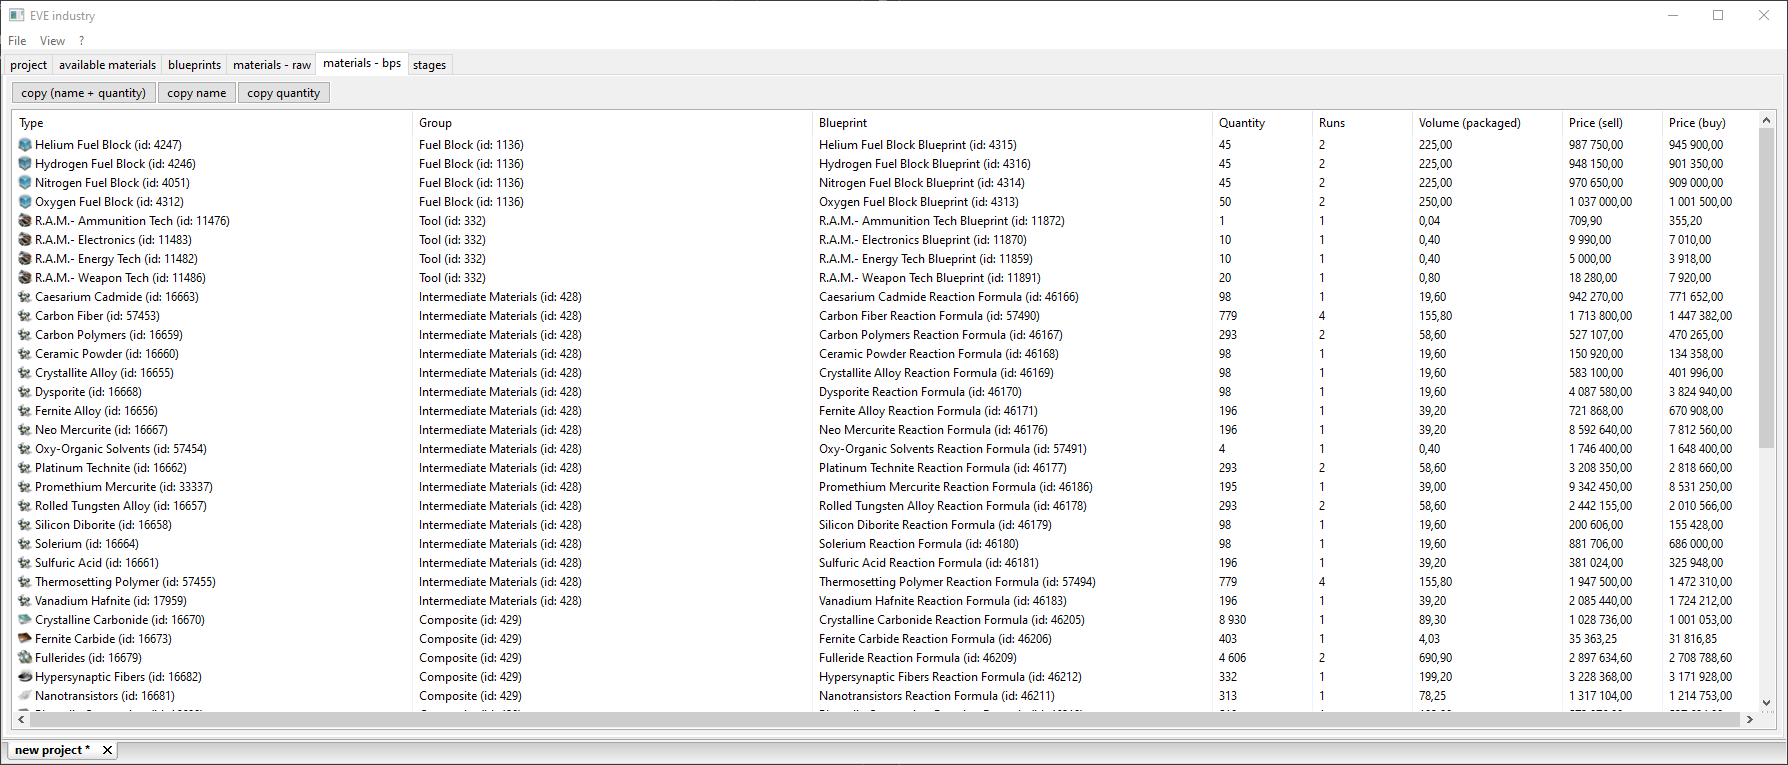 EVE industry
File View ?
project available materials blueprints materials - raw materials - bps stages
copy (name + quantity) copy name copy quantity
Type Group Blueprint Quantity Runs Volume (packaged) Price (sell) Price (buy)
Helium Fuel Block (id: 4247) Fuel Block (id: 1136) Helium Fuel Block Blueprint (id: 4315) 45 2 225,00 987 750,00 945 900,00
Hydrogen Fuel Block (id: 4246) Fuel Block (id: 1136) Hydrogen Fuel Block Blueprint (id: 4316) 45 2 225,00 948 150,00 901 350,00
Nitrogen Fuel Block (id: 4051) Fuel Block (id: 1136) Nitrogen Fuel Block Blueprint (id: 4314) 45 2 225,00 970 650,00 909 000,00
Oxygen Fuel Block (id: 4312) Fuel Block (id: 1136) Oxygen Fuel Block Blueprint (id: 4313) 50 2 250,00 1 037 000,00 1 001 500,00
R.A.M.- Ammunition Tech (id: 11476) Tool (id: 332) R.A.M.- Ammunition Tech Blueprint (id: 11872) 1 1 0,04 709,90 355,20
R.A.M.- Electronics (id: 11483) Tool (id: 332) R.A.M.- Electronics Blueprint (id: 11870) 10 1 0,40 9 990,00 7 010,00
R.A.M.- Energy Tech (id: 11482) Tool (id: 332) R.A.M.- Energy Tech Blueprint (id: 11859) 10 1 0,40 5 000,00 3 918,00
R.A.M.- Weapon Tech (id: 11486) Tool (id: 332) R.A.M.- Weapon Tech Blueprint (id: 11891) 20 1 0,80 18 280,00 7 920,00
Caesarium Cadmide (id: 16663) Intermediate Materials (id: 428) Caesarium Cadmide Reaction Formula (id: 46166) 98 1 19,60 942 270,00 771 652,00
Carbon Fiber (id: 57453) Intermediate Materials (id: 428) Carbon Fiber Reaction Formula (id: 57490) 779 4 155,80 1 713 800,00 1 447 382,00
Carbon Polymers (id: 16659) Intermediate Materials (id: 428) Carbon Polymers Reaction Formula (id: 46167) 293 2 58,60 527 107,00 470 265,00
Ceramic Powder (id: 16660) Intermediate Materials (id: 428) Ceramic Powder Reaction Formula (id: 46168) 98 1 19,60 150 920,00 134 358,00
Crystallite Alloy (id: 16655) Intermediate Materials (id: 428) Crystallite Alloy Reaction Formula (id: 46169) 98 1 19,60 583 100,00 401 996,00
Dysporite (id: 16668) Intermediate Materials (id: 428) Dysporite Reaction Formula (id: 46170) 98 1 19,60 4 087 580,00 3 824 940,00
Fernite Alloy (id: 16656) Intermediate Materials (id: 428) Fernite Alloy Reaction Formula (id: 46171) 196 1 39,20 721 868,00 670 908,00
Neo Mercurite (id: 16667) Intermediate Materials (id: 428) Neo Mercurite Reaction Formula (id: 46176) 196 1 39,20 8 592 640,00 7 812 560,00
Oxy-Organic Solvents (id: 57454) Intermediate Materials (id: 428) Oxy-Organic Solvents Reaction Formula (id: 57491) 4 1 0,40 1 746 400,00 1 648 400,00
Platinum Technite (id: 16662) Intermediate Materials (id: 428) Platinum Technite Reaction Formula (id: 46177) 293 2 58,60 3 208 350,00 2 818 660,00
Promethium Mercurite (id: 33337) Intermediate Materials (id: 428) Promethium Mercurite Reaction Formula (id: 46186) 195 1 39,00 9 342 450,00 8 531 250,00
Rolled Tungsten Alloy (id: 16657) Intermediate Materials (id: 428) Rolled Tungsten Alloy Reaction Formula (id: 46178) 293 2 58,60 2 442 155,00 2 010 566,00
Silicon Diborite (id: 16658) Intermediate Materials (id: 428) Silicon Diborite Reaction Formula (id: 46179) 98 1 19,60 200 606,00 155 428,00
Solerium (id: 16664) Intermediate Materials (id: 428) Solerium Reaction Formula (id: 46180) 98 1 19,60 881 706,00 686 000,00
Sulfuric Acid (id: 16661) Intermediate Materials (id: 428) Sulfuric Acid Reaction Formula (id: 46181) 196 1 39,20 381 024,00 325 948,00
Thermosetting Polymer (id: 57455) Intermediate Materials (id: 428) Thermosetting Polymer Reaction Formula (id: 57494) 779 4 155,80 1 947 500,00 1 472 310,00
Vanadium Hafnite (id: 17959) Intermediate Materials (id: 428) Vanadium Hafnite Reaction Formula (id: 46183) 196 1 39,20 2 085 440,00 1 724 212,00
Crystalline Carbonide (id: 16670) Composite (id: 429) Crystalline Carbonide Reaction Formula (id: 46205) 8 930 1 89,30 1 028 736,00 1 001 053,00
Fernite Carbide (id: 16673) Composite (id: 429) Fernite Carbide Reaction Formula (id: 46206) 403 1 4,03 35 363,25 31 816,85
Fullerides (id: 16679) Composite (id: 429) Fulleride Reaction Formula (id: 46209) 4 606 2 690,90 2 897 634,60 2 708 788,60
Hypersynaptic Fibers (id: 16682) Composite (id: 429) Hypersynaptic Fibers Reaction Formula (id: 46212) 332 1 199,20 3 228 368,00 3 171 928,00
Nanotransistors (id: 16681) Composite (id: 429) Nanotransistors Reaction Formula (id: 46211) 313 1 78,25 1 317 104,00 1 214 753,00
new project *